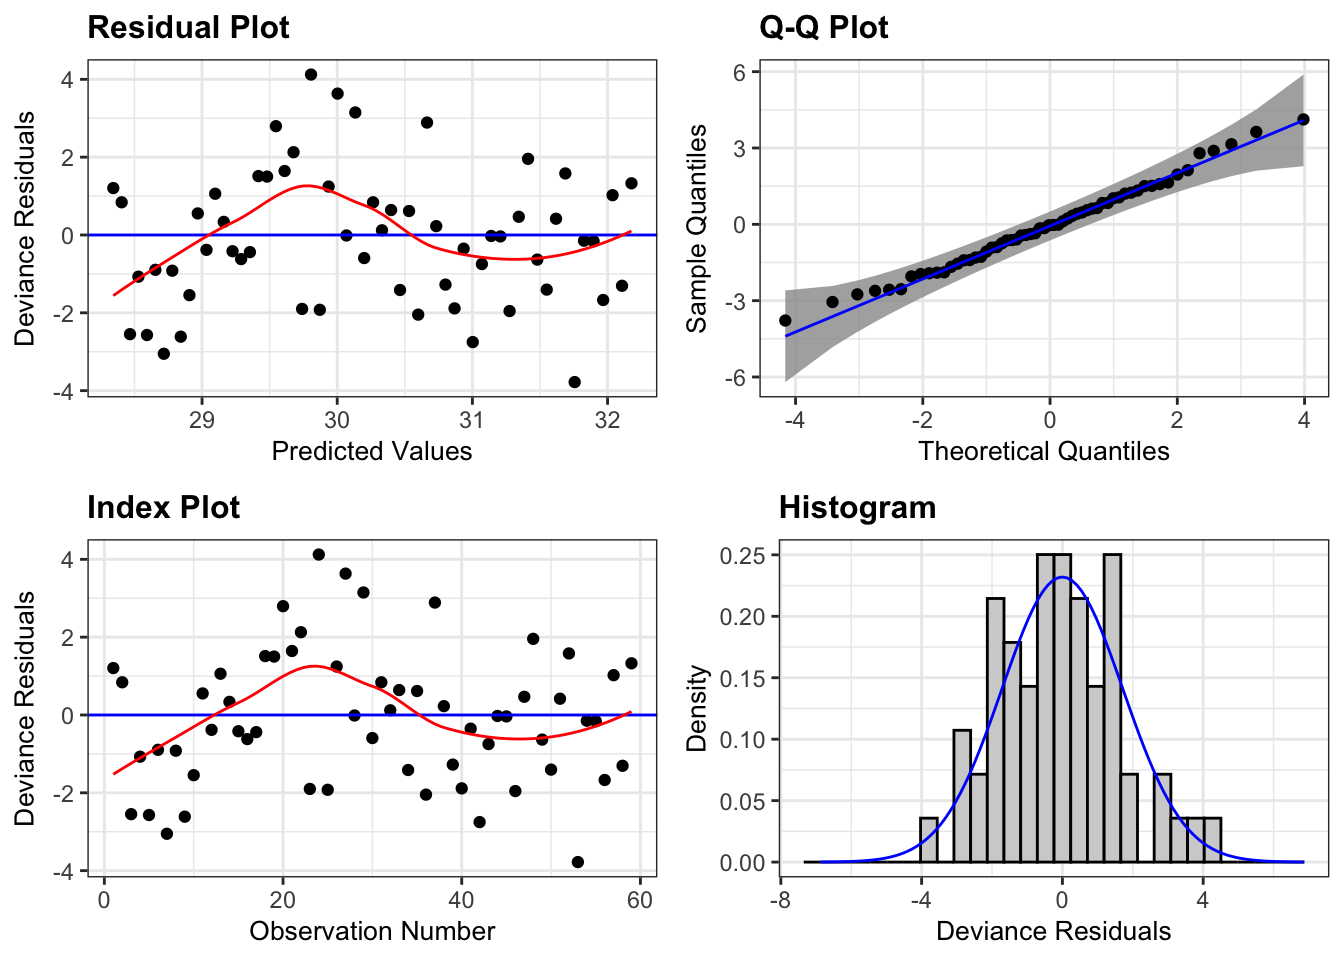 Residual Plot
Deviance Residuals
4
2
0
-2
-4
29 30 31 32
Predicted Values
Q-Q Plot
Sample Quantiles
6
3
0
-3
-6
-4 -2 0 2 4
Theoretical Quantiles
Index Plot
Deviance Residuals
4
2
0
-2
-4
0 20 40 60
Observation Number
Histogram
Density
0.25
0.20
0.15
0.10
0.05
0.00
-8 -4 0 4
Deviance Residuals